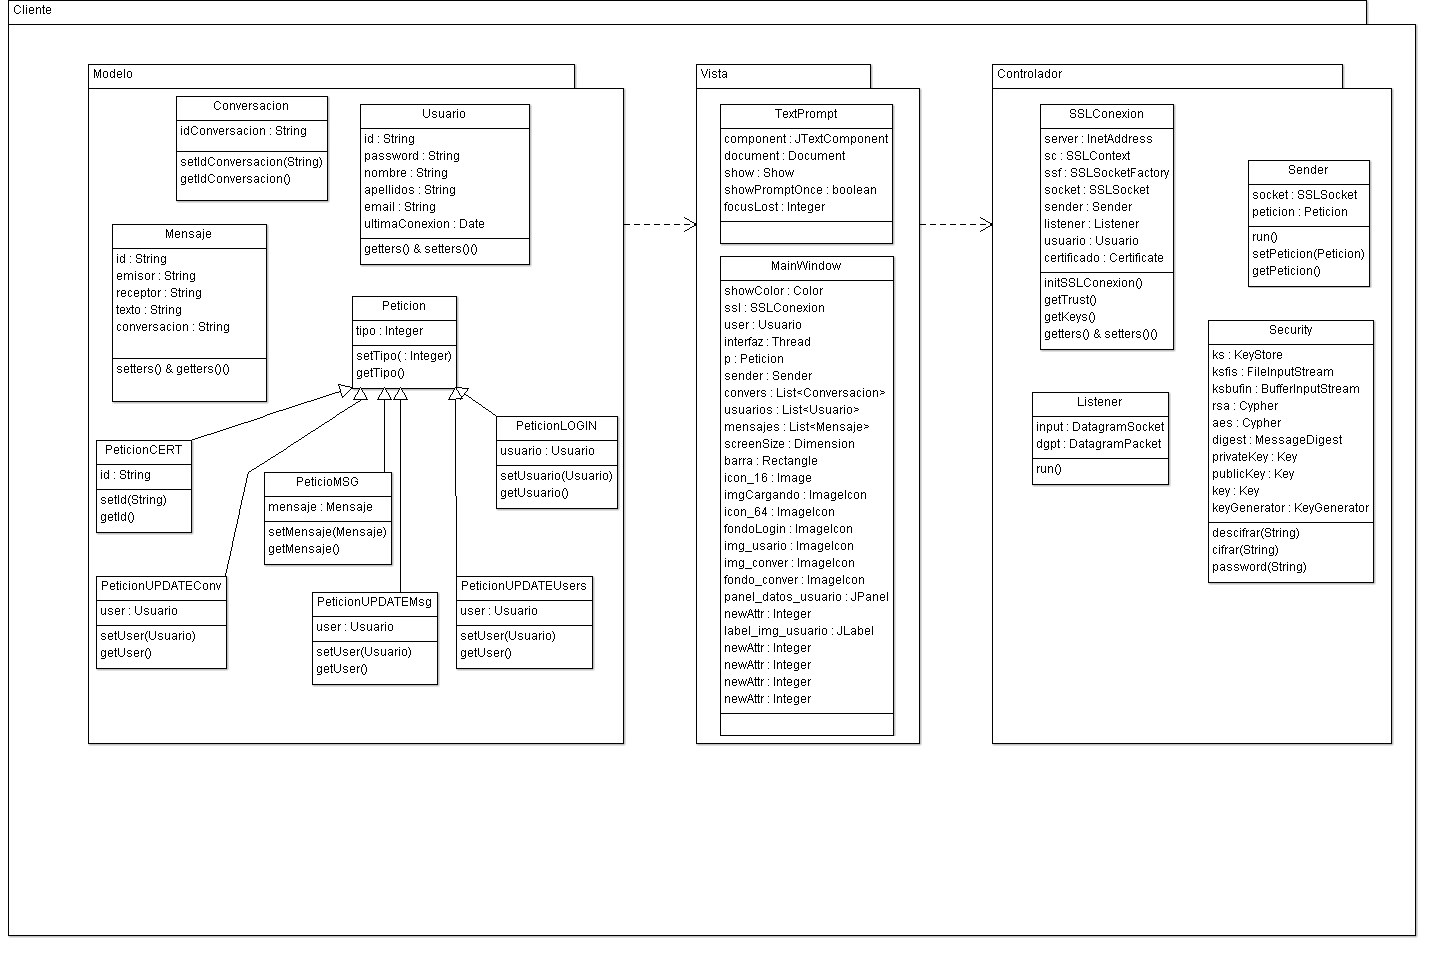 Cliente
Modelo
Conversacion
idConversacion : String
setIdConversacion(String)
getIdConversacion()
Usuario
id : String
password : String
nombre : String
apellidos : String
email : String
ultimaConexion : Date
getters() & setters()()
Mensaje
id : String
emisor : String
receptor : String
texto : String
conversacion : String
setters() & getters()()
Peticion
tipo : Integer
setTipo( : Integer)
getTipo()
PeticionCERT
id : String
setId(String)
getId()
PeticioMSG
mensaje : Mensaje
setMensaje(Mensaje)
getMensaje()
PeticionLOGIN
usuario : Usuario
setUsuario(Usuario)
getUsuario()
PeticionUPDATEConv
user : Usuario
setUser(Usuario)
getUser()
PeticionUPDATEMsg
user : Usuario
setUser(Usuario)
getUser()
PeticionUPDATEUsers
user : Usuario
setUser(Usuario)
getUser()
Vista
TextPrompt
component : JTextComponent
document : Document
show : Show
showPromptOnce : boolean
focusLost : Integer
MainWindow
showColor : Color
ssl : SSLConexion
user : Usuario
interfaz : Thread
p : Peticion
sender : Sender
convers : List<Conversacion>
usuarios : List<Usuario>
mensajes : List<Mensaje>
screenSize : Dimension
barra : Rectangle
icon_16 : Image
imgCargando : ImageIcon
icon_64 : ImageIcon
fondoLogin : ImageIcon
img_usario : ImageIcon
img_conver : ImageIcon
fondo_conver : ImageIcon
panel_datos_usuario : JPanel
newAttr : Integer
label_img_usuario : JLabel
newAttr : Integer
newAttr : Integer
newAttr : Integer
newAttr : Integer
Controlador
SSLConexion
server : InetAddress
sc : SSLContext
ssf : SSLSocketFactory
socket : SSLSocket
sender : Sender
listener : Listener
usuario : Usuario
certificado : Certificate
initSSLConexion()
getTrust()
getKeys()
getters() & setters()()
Sender
socket : SSLSocket
peticion : Peticion
run()
setPeticion(Peticion)
getPeticion()
Listener
input : DatagramSocket
dgpt : DatagramPacket
run()
Security
ks : KeyStore
ksfis : FileInputStream
ksbufin : BufferInputStream
rsa : Cypher
aes : Cypher
digest : MessageDigest
privateKey : Key
publicKey : Key
key : Key
keyGenerator : KeyGenerator
descifrar(String)
cifrar(String)
password(String)